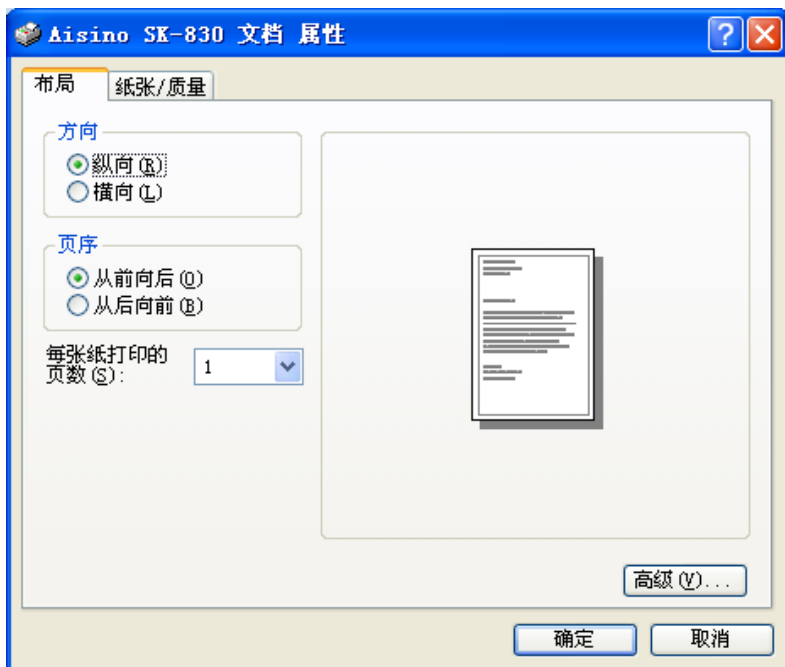 Aisino SK-830 文档 属性
布局
纸张/质量
方向
纵向(R)
横向(L)
页序
从前向后(O)
从后向前(B)
每张纸打印的
页数(S):
1
高级(V)...
确定
取消